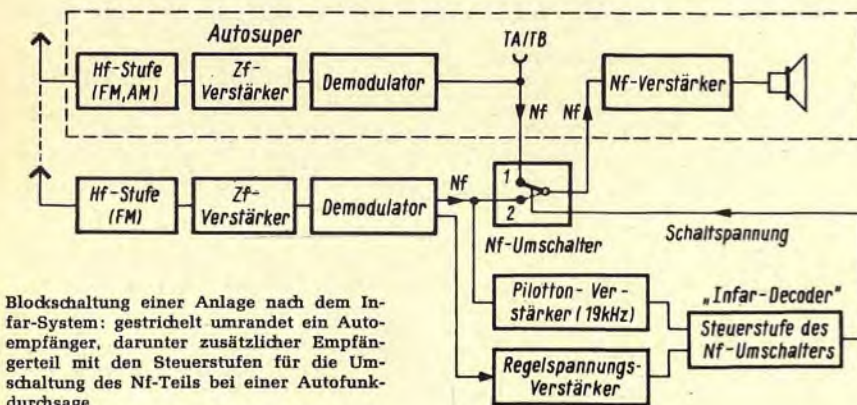 Autosuper
TA/TB
Hf-Stufe
(FM, AM)
Zf-
Verstärker
Demodulator
Nf-Verstärker
Nf
Nf
Hf-Stufe
(FM)
Zf-
Verstärker
Demodulator
Nf
1
2
Nf-Umschalter
Schaltspannung
Pilotton-Ver-
stärker (19kHz)
„Infar-Decoder"
Steuerstufe des
Nf-Umschalters
Regelspannungs-
Verstärker
Blockschaltung einer Anlage nach dem In-
far-System: gestrichelt umrandet ein Auto-
empfänger, darunter zusätzlicher Empfän-
gerteil mit den Steuerstufen für die Um-
schaltung des Nf-Teils bei einer Autofunk-
durchsage